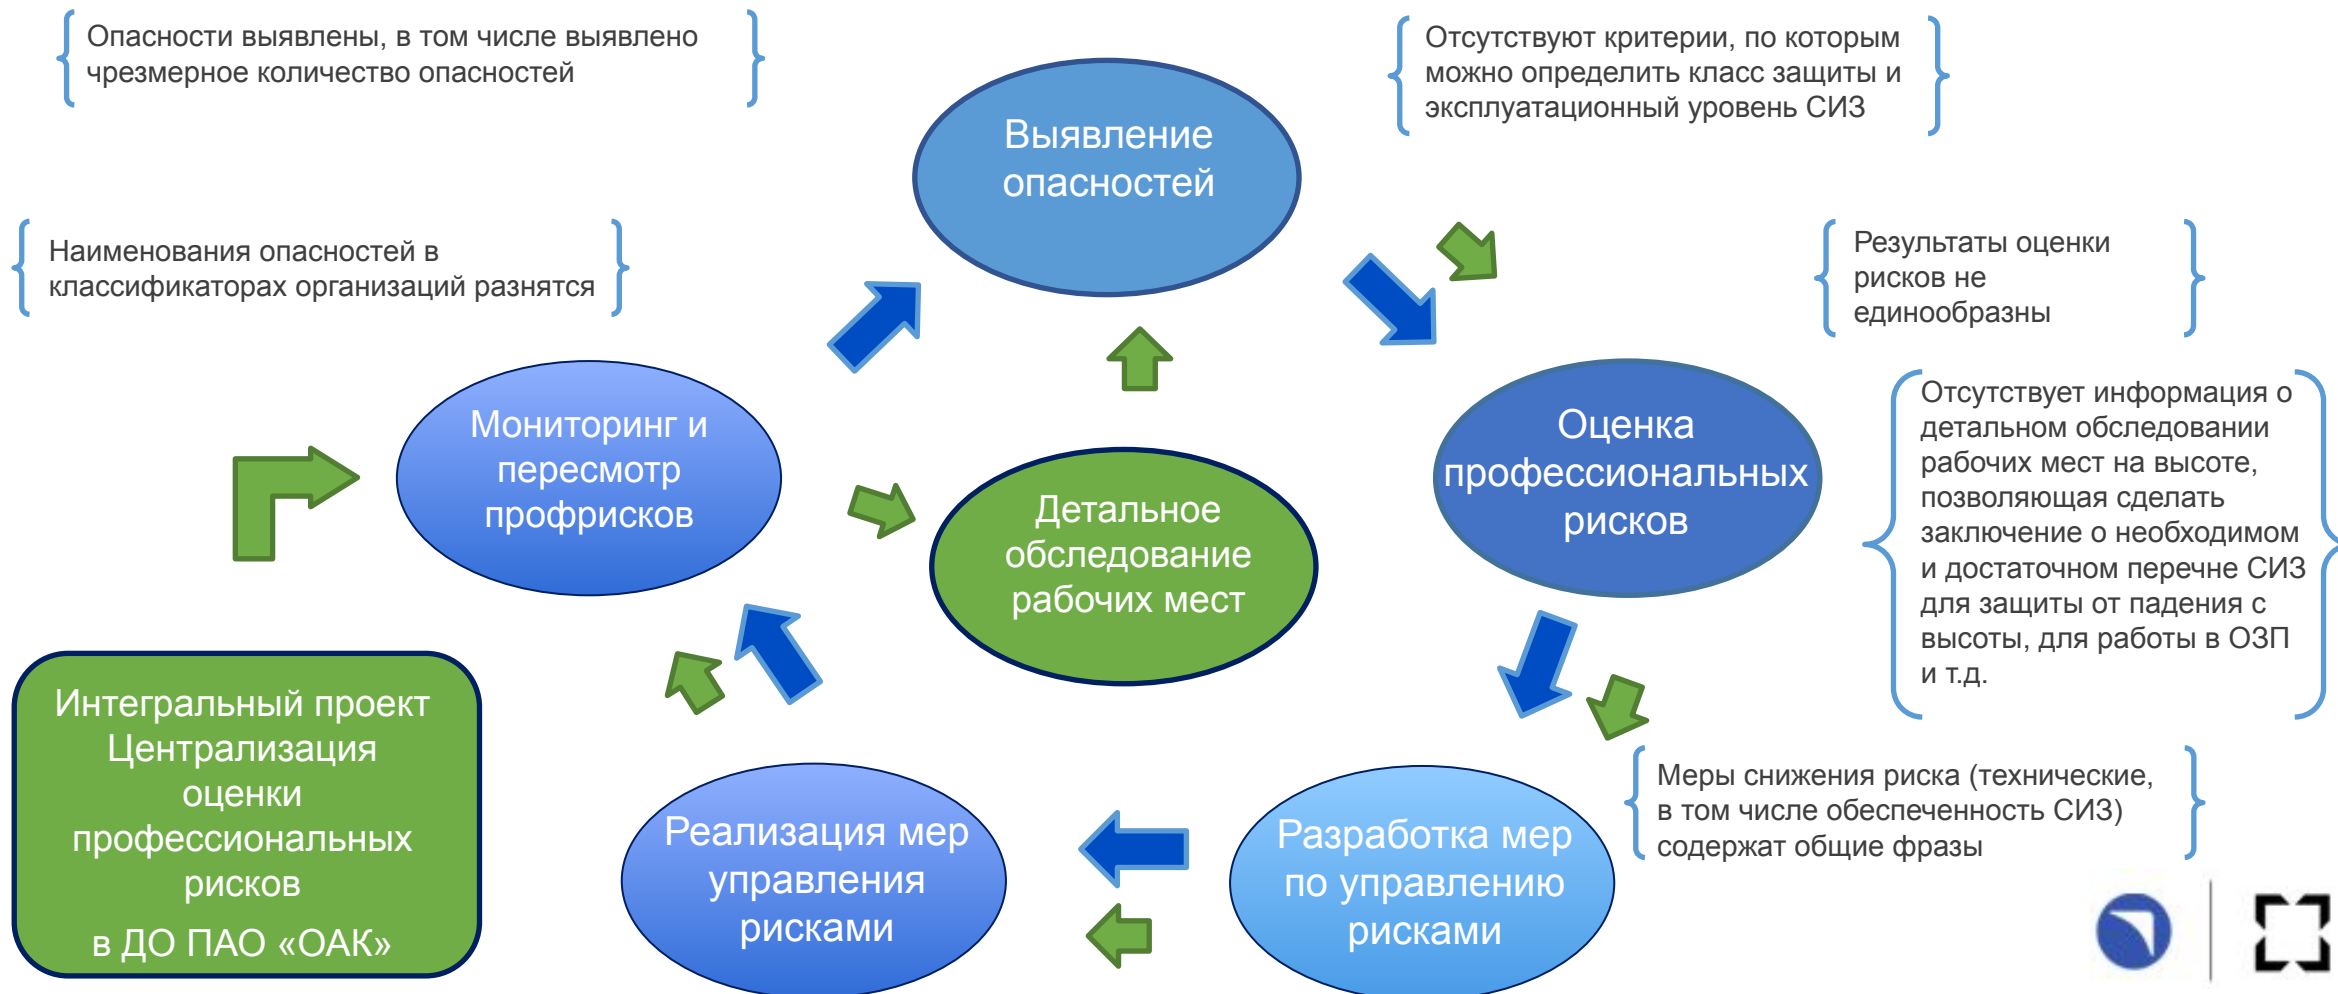 Опасности выявлены, в том числе выявлено
чрезмерное количество опасностей
Отсутствуют критерии, по которым
можно определить класс защиты и
эксплуатационный уровень СИЗ
Выявление
опасностей
Наименования опасностей в
классификаторах организаций разнятся
Результаты оценки
рисков не
единообразны
Мониторинг и
пересмотр
профрисков
Детальное
обследование
рабочих мест
Оценка
профессиональных
рисков
Отсутствует информация о
детальном обследовании
рабочих мест на высоте,
позволяющая сделать
заключение о необходимом
и достаточном перечне СИЗ
для защиты от падения с
высоты, для работы в ОЗП
и т.д.
Интегральный проект
Централизация
оценки
профессиональных
рисков
в ДО ПАО «ОАК»
Реализация мер
управления
рисками
Разработка мер
по управлению
рисками
Меры снижения риска (технические,
в том числе обеспеченность СИЗ)
содержат общие фразы